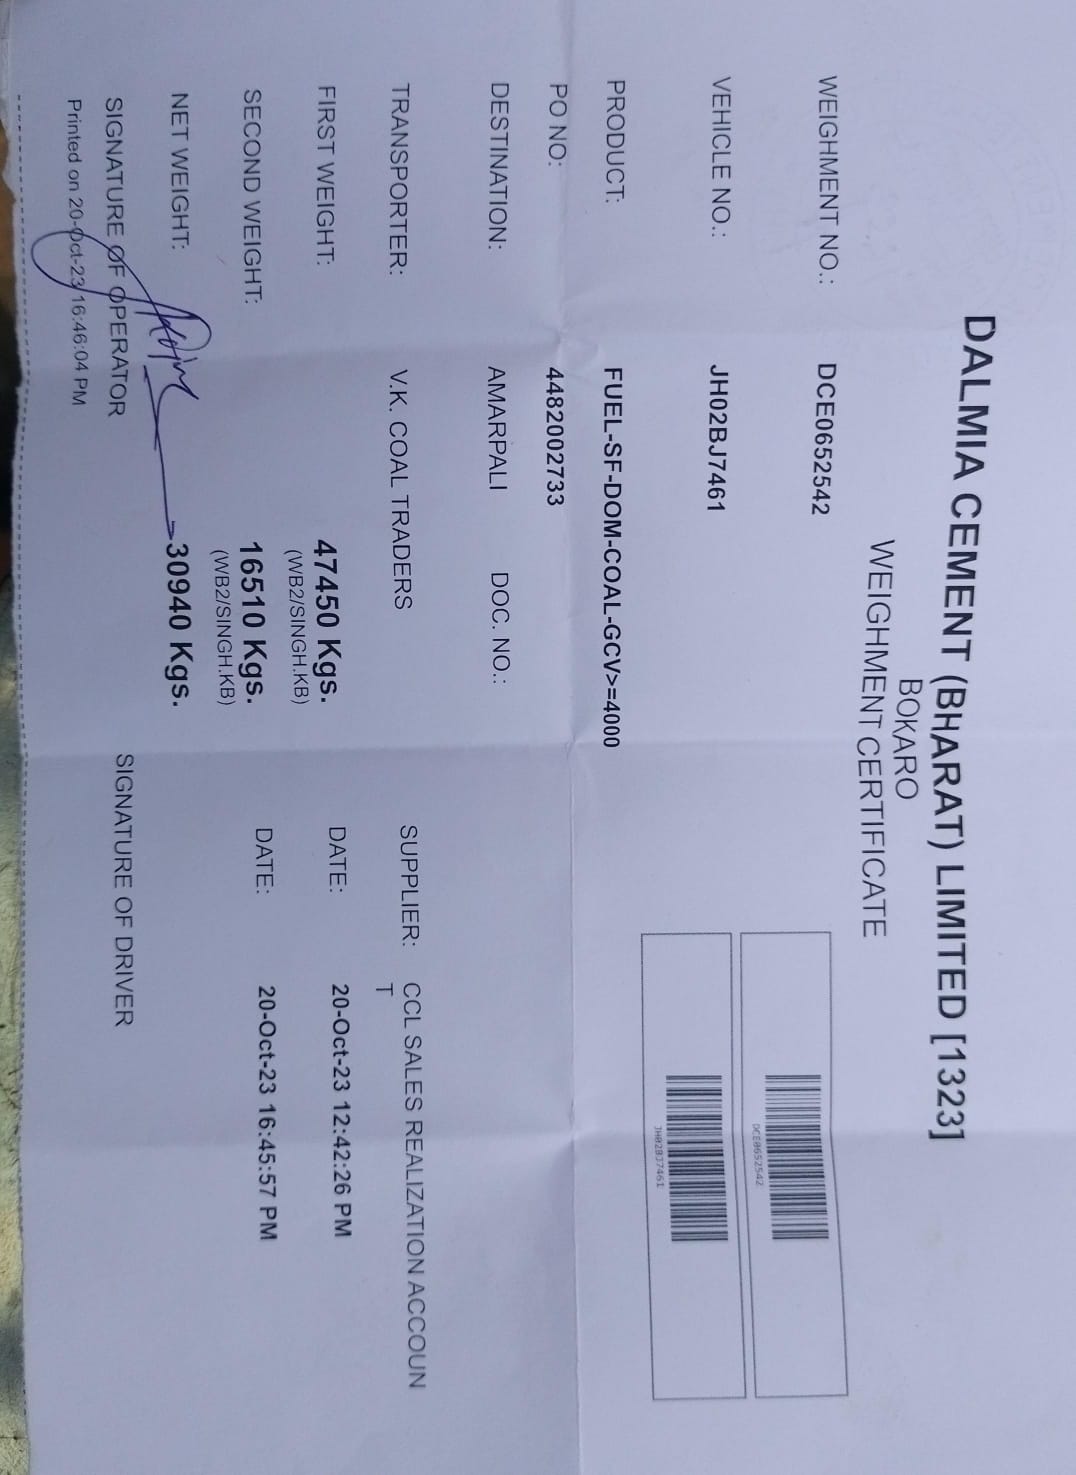 DALMIA CEMENT (BHARAT) LIMITED [1323]
BOKARO
WEIGHMENT CERTIFICATE
WEIGHMENT NO.: DCE0652542
DCE0652542
VEHICLE NO.: JH02BJ7461
JH02BJ7461
PRODUCT: FUEL-SF-DOM-COAL-GCV>=4000
PO NO: 4482002733
DESTINATION: AMARPALI DOC. NO.:
TRANSPORTER: V.K. COAL TRADERS SUPPLIER: CCL SALES REALIZATION ACCOUN
T
FIRST WEIGHT: 47450 Kgs. DATE: 20-Oct-23 12:42:26 PM
(WB2/SINGH.KB)
SECOND WEIGHT: 16510 Kgs. DATE: 20-Oct-23 16:45:57 PM
(WB2/SINGH.KB)
NET WEIGHT: 30940 Kgs.
SIGNATURE OF OPERATOR SIGNATURE OF DRIVER
Printed on 20-Oct-23 16:46:04 PM